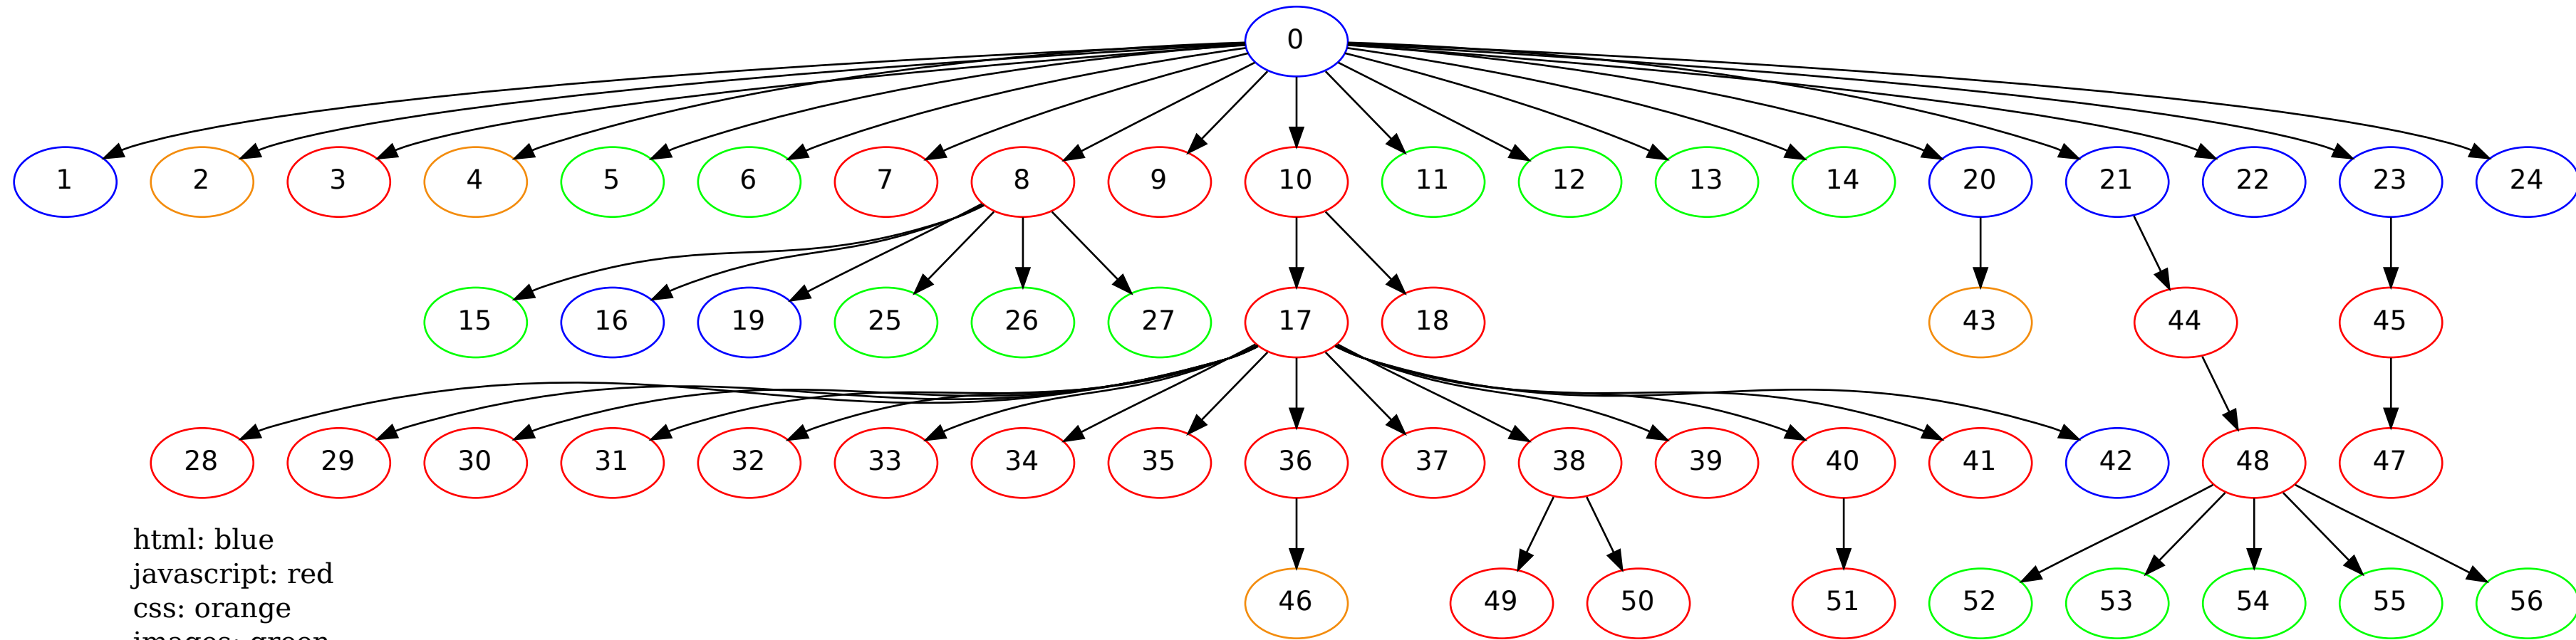 0
1 2 3 4 5 6 7 8 9 10 11 12 13 14 20 21 22 23 24
15 16 19 25 26 27 17 18 43 44 45
28 29 30 31 32 33 34 35 36 37 38 39 40 41 42 48 47
html: blue
javascript: red
css: orange
images: green
46 49 50 51 52 53 54 55 56